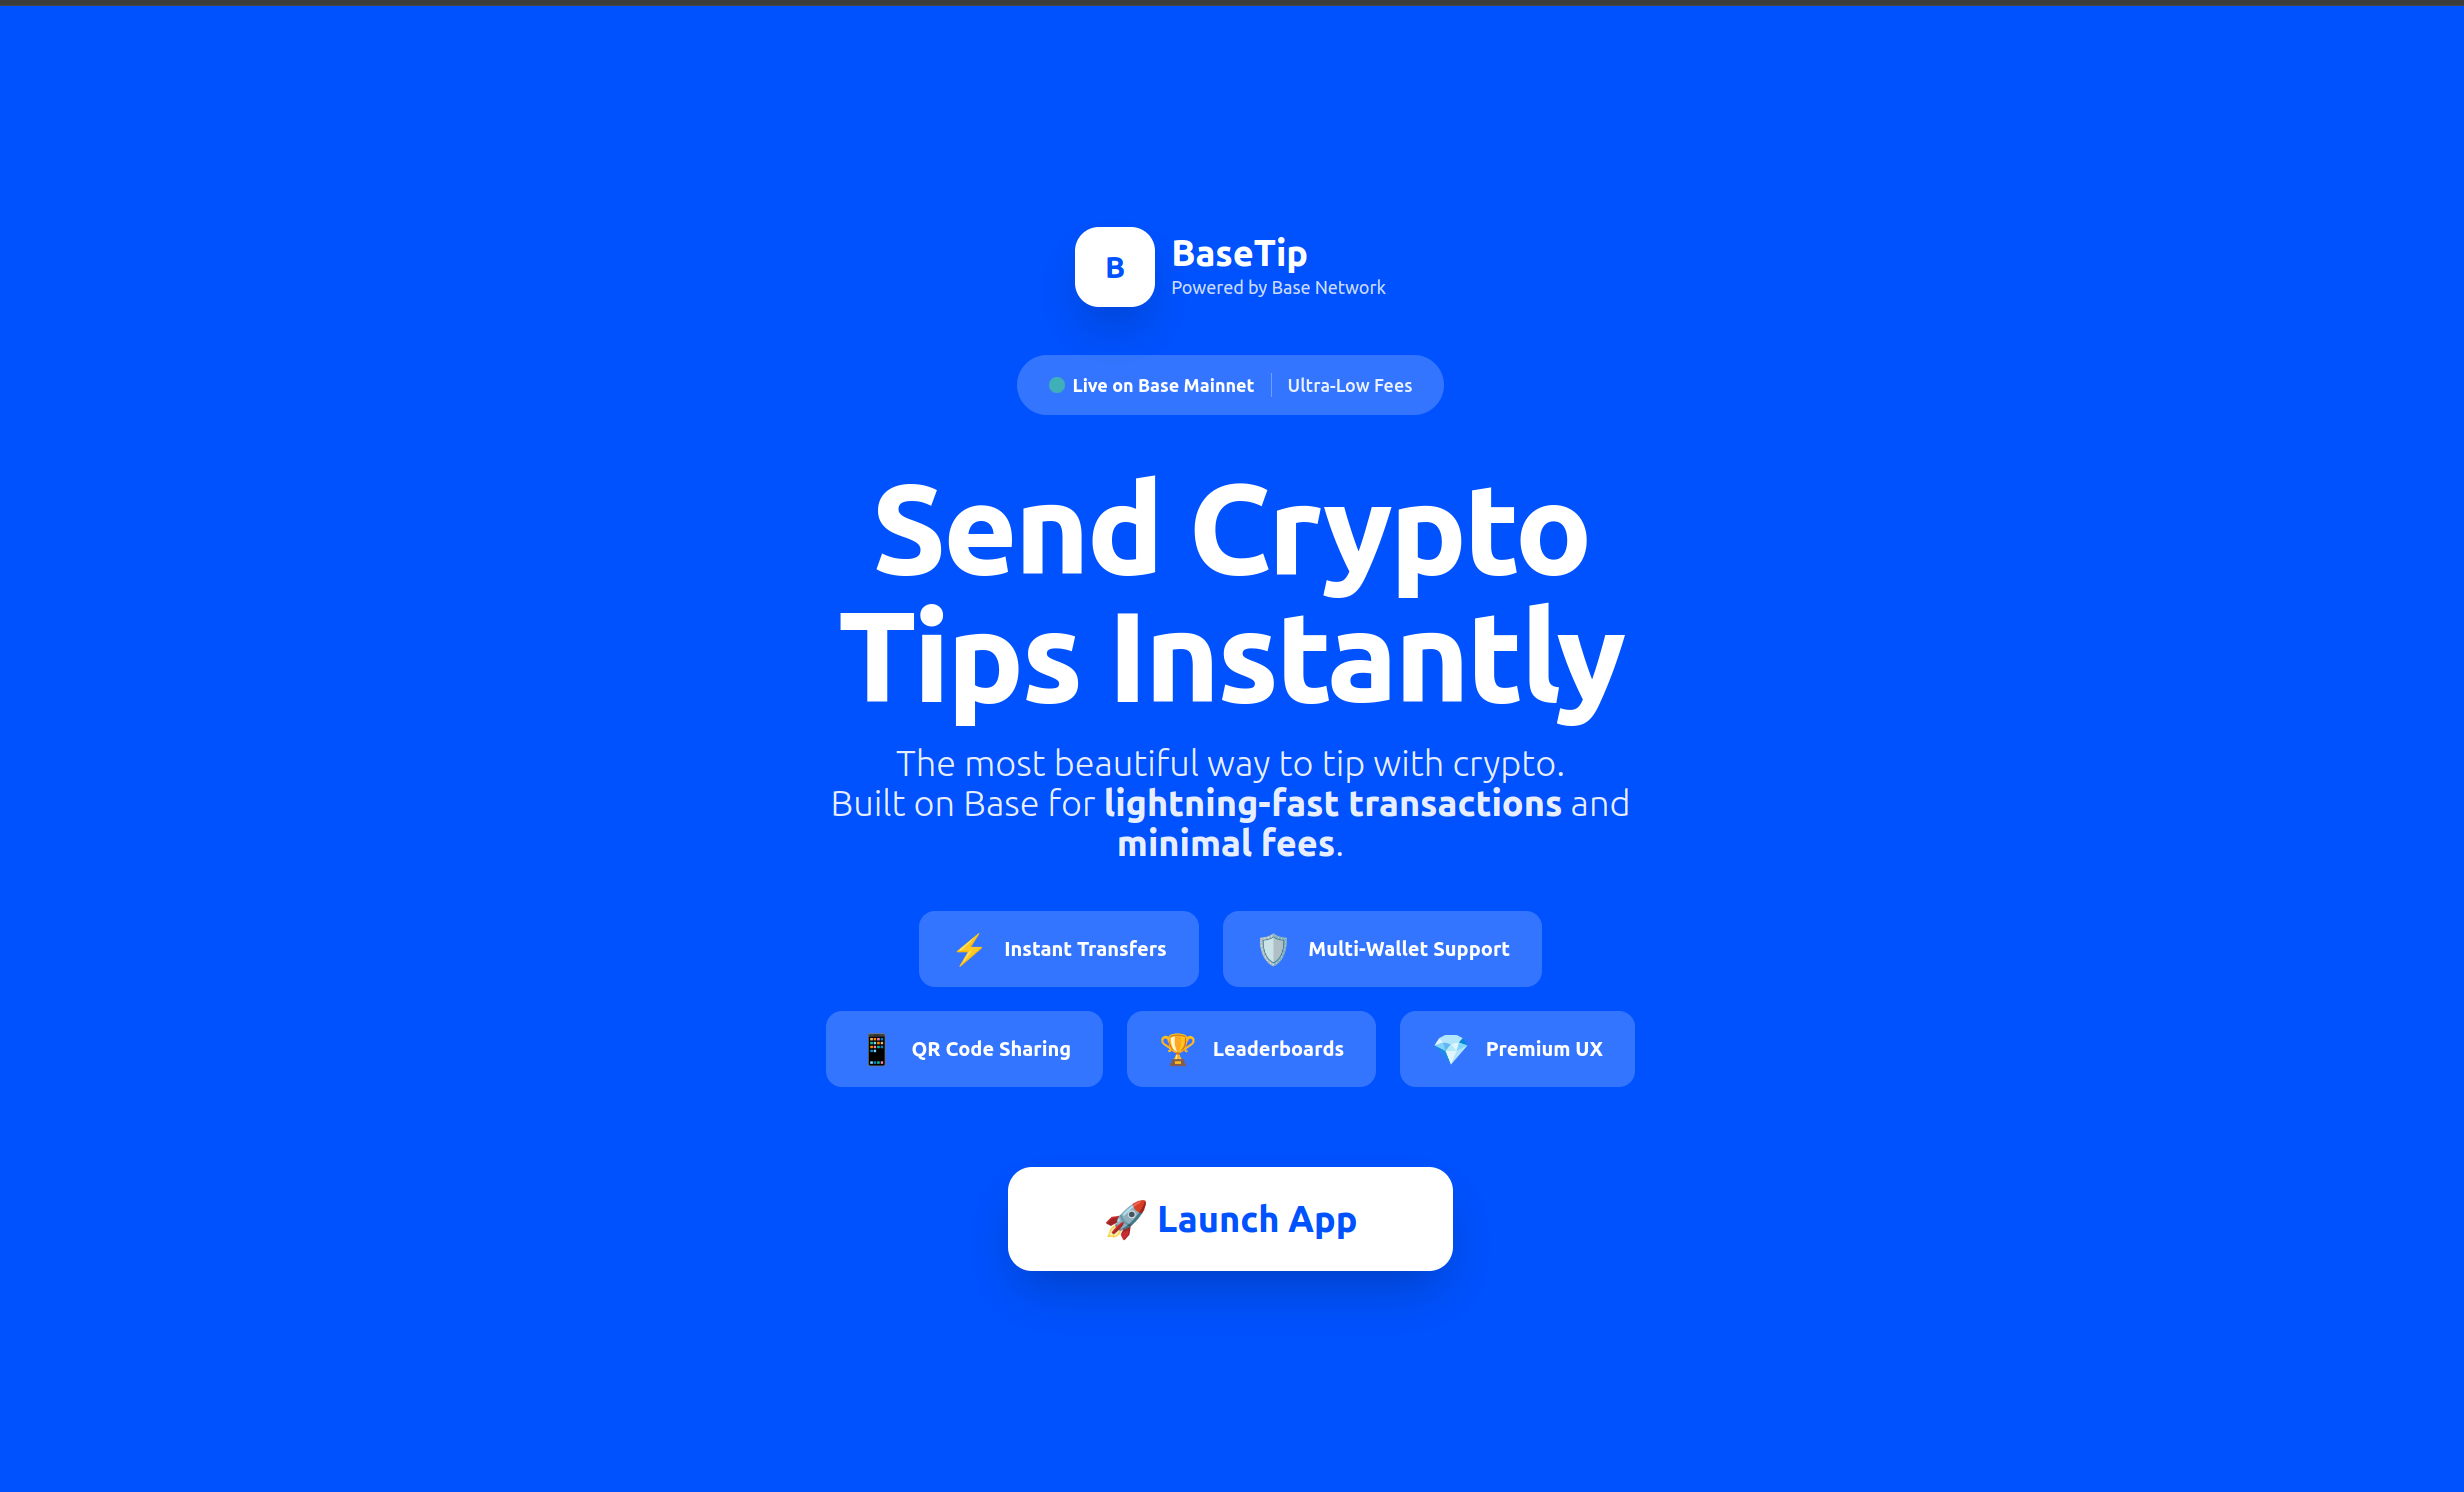 B
BaseTip
Powered by Base Network
Live on Base Mainnet | Ultra-Low Fees
Send Crypto
Tips Instantly
The most beautiful way to tip with crypto.
Built on Base for lightning-fast transactions and
minimal fees.
⚡ Instant Transfers
🛡️ Multi-Wallet Support
📱 QR Code Sharing
🏆 Leaderboards
💎 Premium UX
🚀 Launch App